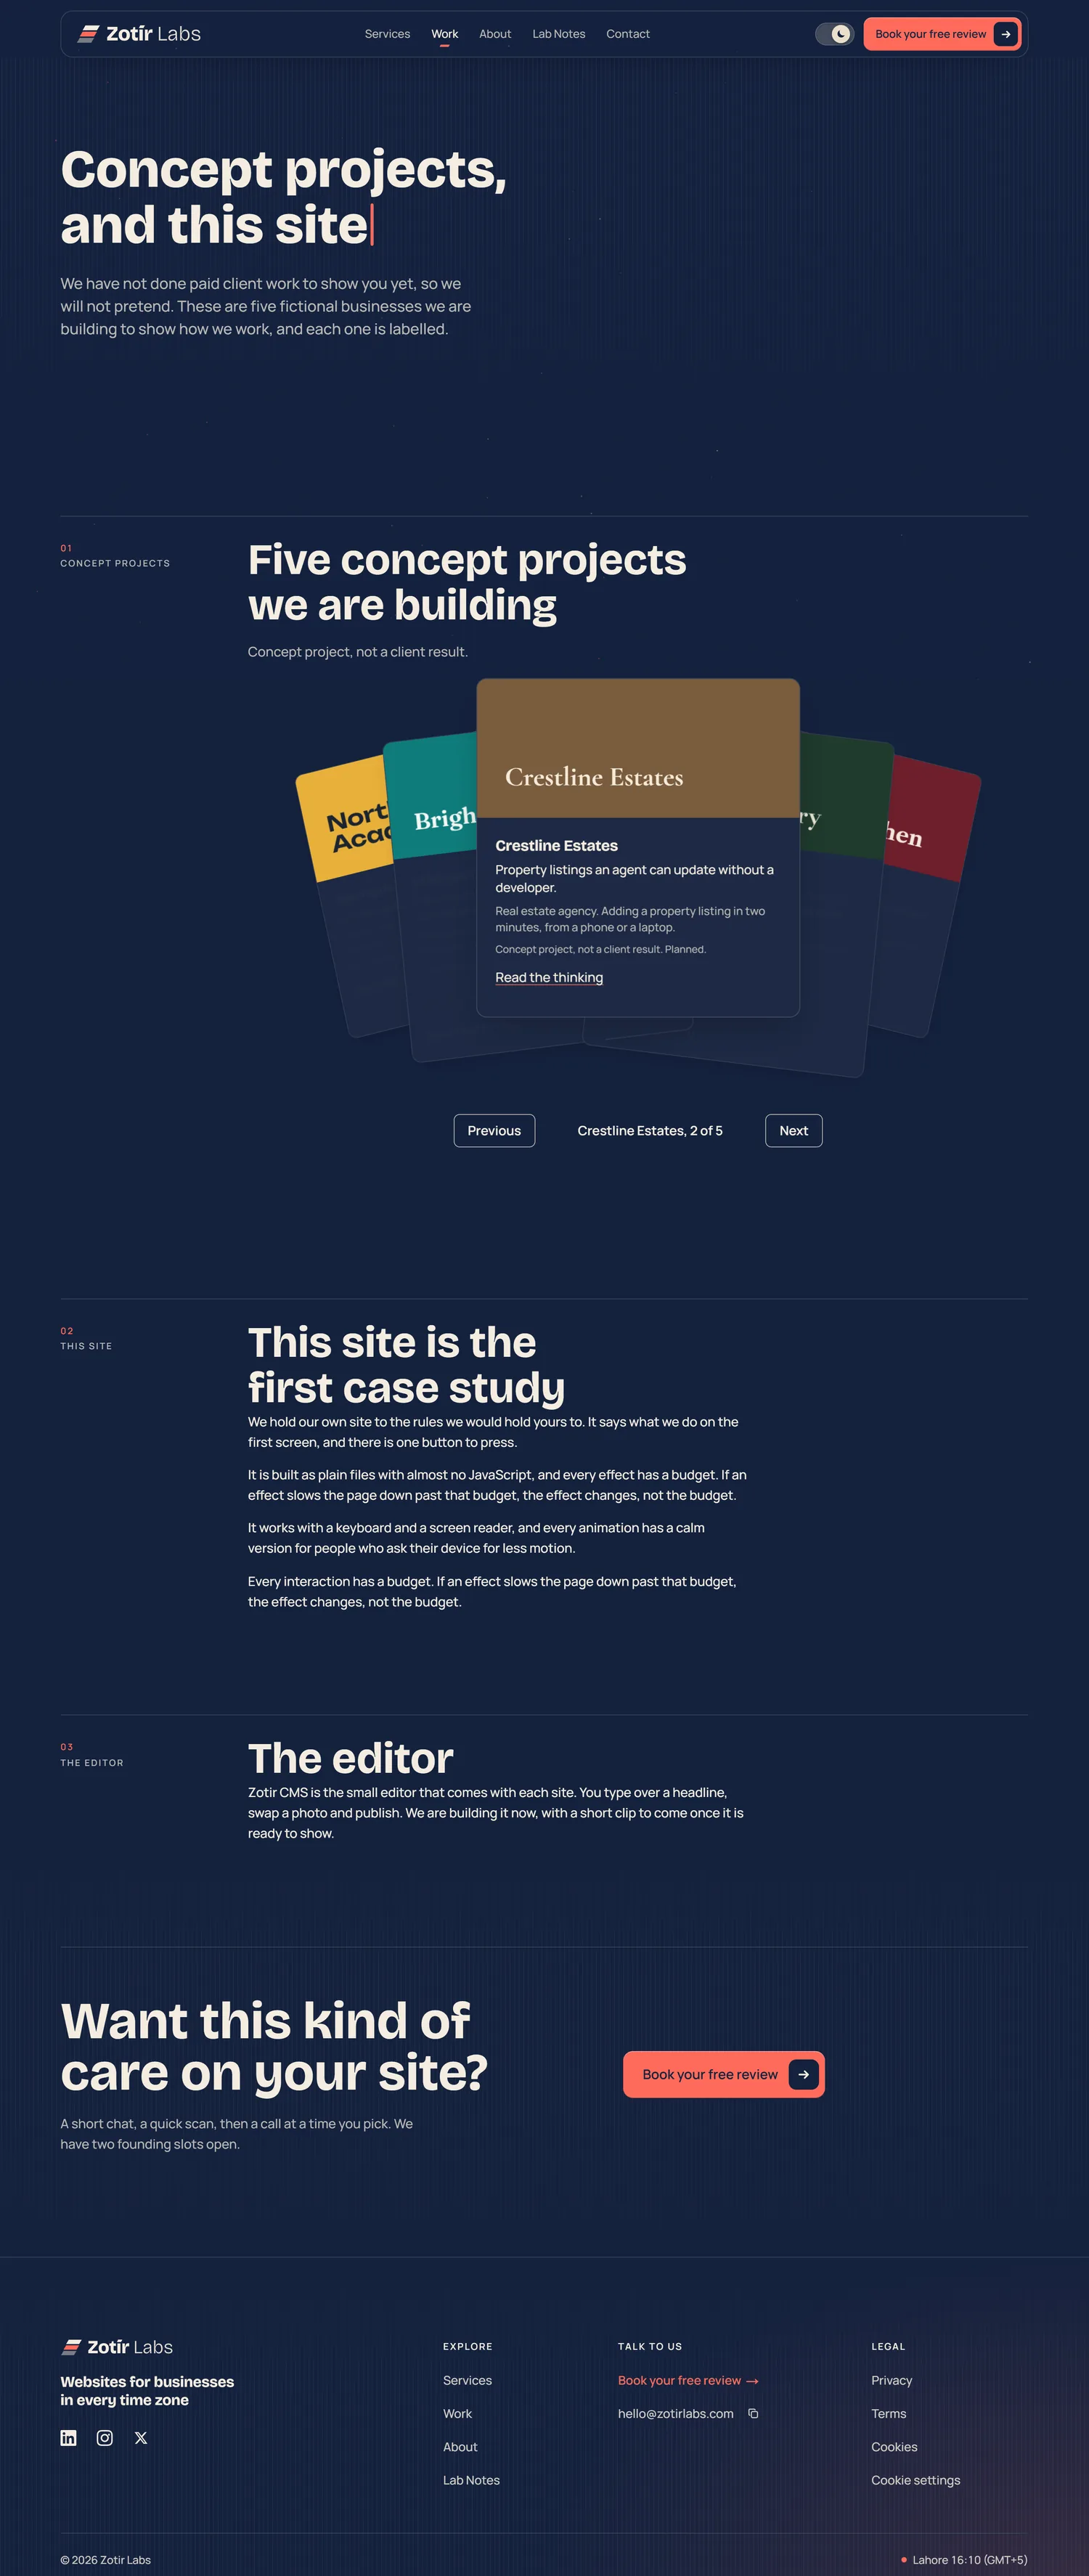 Zotír Labs
Services
Work
About
Lab Notes
Contact
Book your free review
Concept projects,
and this site
We have not done paid client work to show you yet, so we
will not pretend. These are five fictional businesses we are
building to show how we work, and each one is labelled.
01
CONCEPT PROJECTS
Five concept projects
we are building
Concept project, not a client result.
Crestline Estates
Crestline Estates
Property listings an agent can update without a
developer.
Real estate agency. Adding a property listing in two
minutes, from a phone or a laptop.
Concept project, not a client result. Planned.
Read the thinking
Previous
Crestline Estates, 2 of 5
Next
02
THIS SITE
This site is the
first case study
We hold our own site to the rules we would hold yours to. It says what we do on the
first screen, and there is one button to press.
It is built as plain files with almost no JavaScript, and every effect has a budget. If an
effect slows the page down past that budget, the effect changes, not the budget.
It works with a keyboard and a screen reader, and every animation has a calm
version for people who ask their device for less motion.
Every interaction has a budget. If an effect slows the page down past that budget,
the effect changes, not the budget.
03
THE EDITOR
The editor
Zotir CMS is the small editor that comes with each site. You type over a headline,
swap a photo and publish. We are building it now, with a short clip to come once it is
ready to show.
Want this kind of
care on your site?
A short chat, a quick scan, then a call at a time you pick. We
have two founding slots open.
Book your free review
Zotír Labs
Websites for businesses
in every time zone
EXPLORE
Services
Work
About
Lab Notes
TALK TO US
Book your free review →
hello@zotirlabs.com
LEGAL
Privacy
Terms
Cookies
Cookie settings
© 2026 Zotir Labs
Lahore 16:10 (GMT+5)